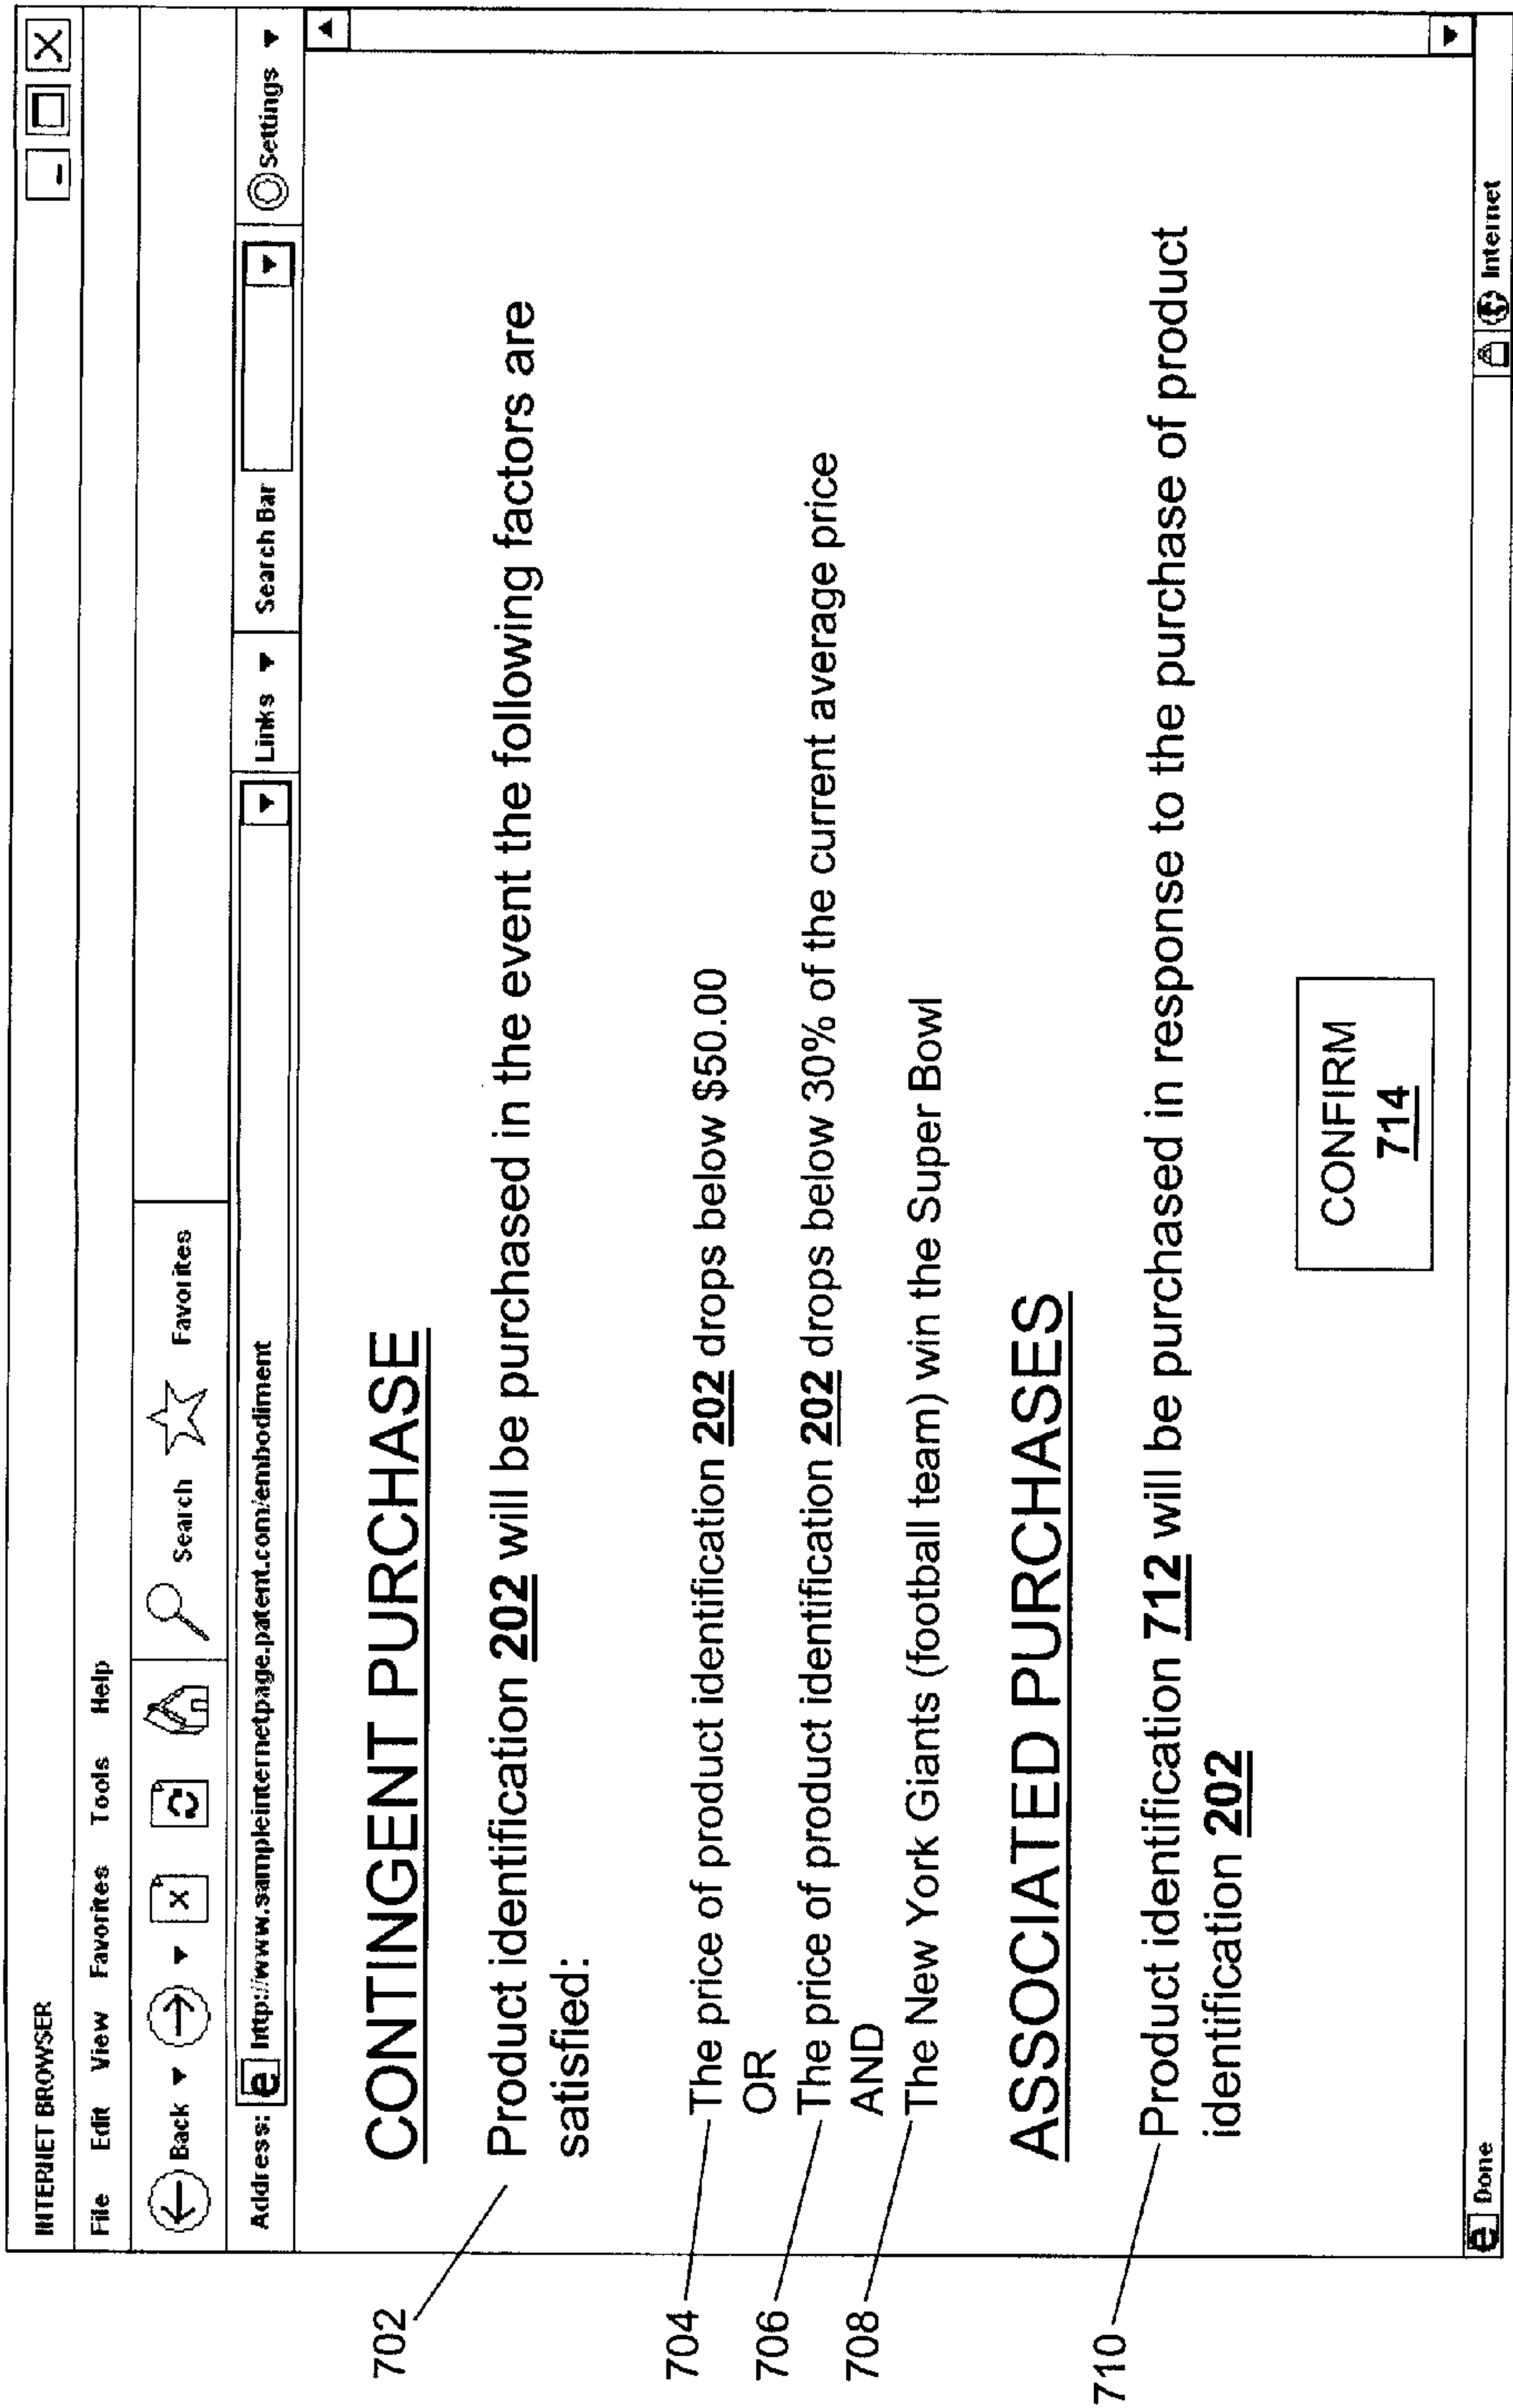 INTERNET BROWSER
File Edit View Favorites Tools Help
Back Search Favorites
Address: http://www.sampleinternetpage.patent.com/embodiment Links Search Bar Settings
CONTINGENT PURCHASE
702 Product identification 202 will be purchased in the event the following factors are
satisfied:
704 The price of product identification 202 drops below $50.00
OR
706 The price of product identification 202 drops below 30% of the current average price
AND
708 The New York Giants (football team) win the Super Bowl
ASSOCIATED PURCHASES
710 Product identification 712 will be purchased in response to the purchase of product
identification 202
CONFIRM
714
Done Internet